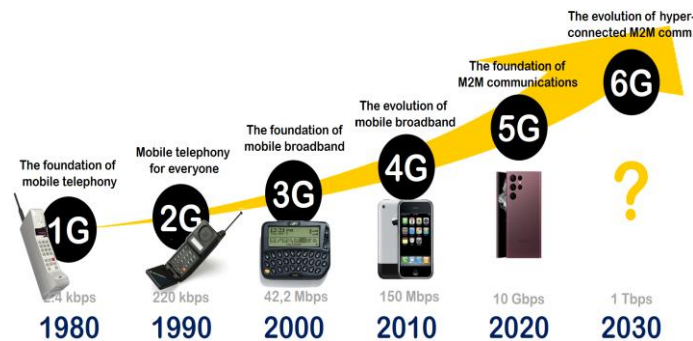 The evolution of hyper-
connected M2M comm
The foundation of
M2M communications
The evolution of
mobile broadband
The foundation of
mobile broadband
Mobile telephony
for everyone
The foundation of
mobile telephony
1G
2G
3G
4G
5G
6G
?
.4 kbps
220 kbps
42,2 Mbps
150 Mbps
10 Gbps
1 Tbps
1980
1990
2000
2010
2020
2030